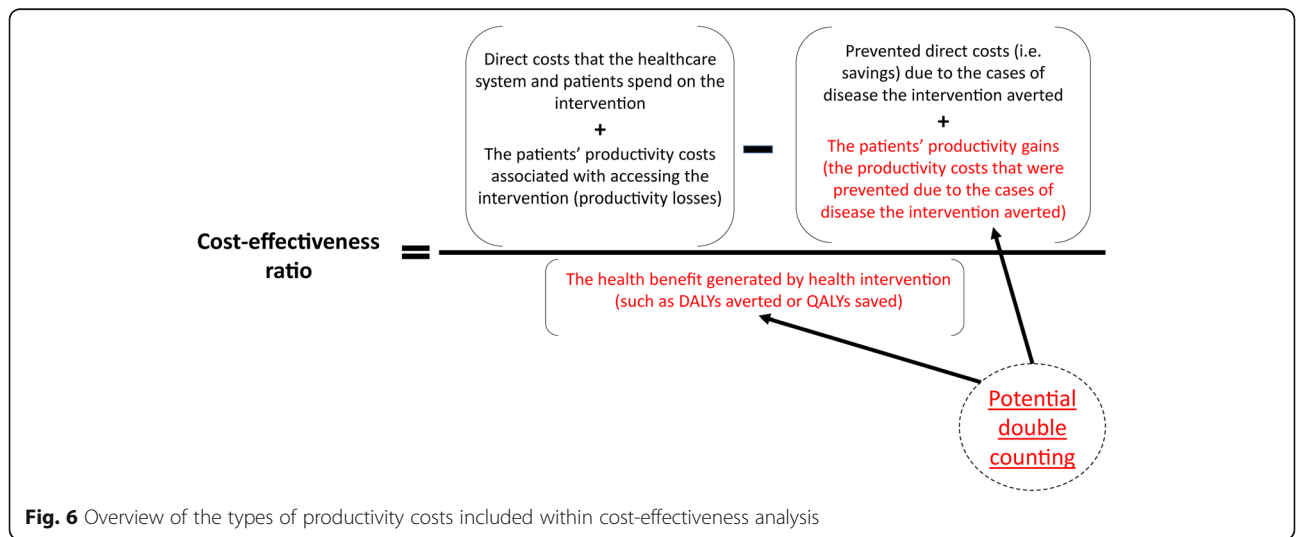 Direct costs that the healthcare
system and patients spend on the
intervention
+
The patients' productivity costs
associated with accessing the
intervention (productivity losses)
–
Prevented direct costs (i.e.
savings) due to the cases of
disease the intervention averted
+
The patients' productivity gains
(the productivity costs that were
prevented due to the cases of
disease the intervention averted)
Cost-effectiveness
ratio
=
The health benefit generated by health intervention
(such as DALYs averted or QALYs saved)
Potential
double
counting
Fig. 6 Overview of the types of productivity costs included within cost-effectiveness analysis